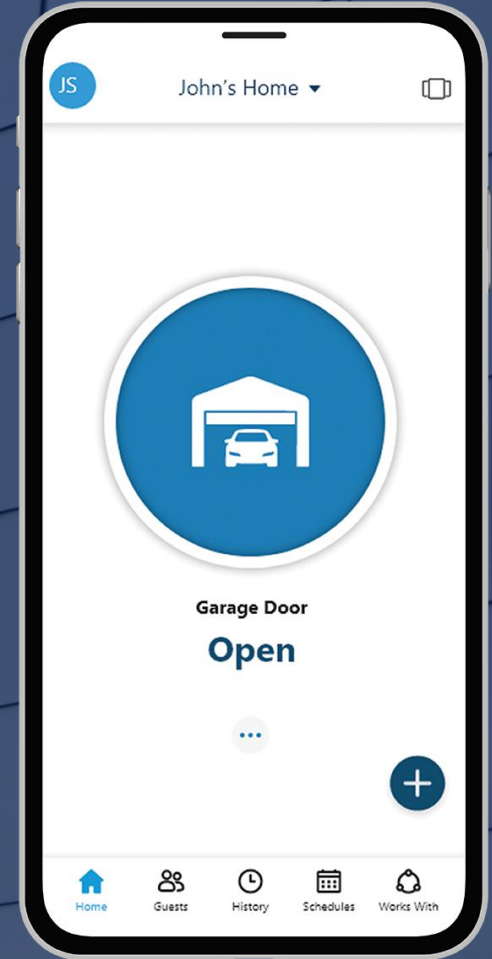 JS
John's Home
Garage Door
Open
Home
Guests
History
Schedules
Works With